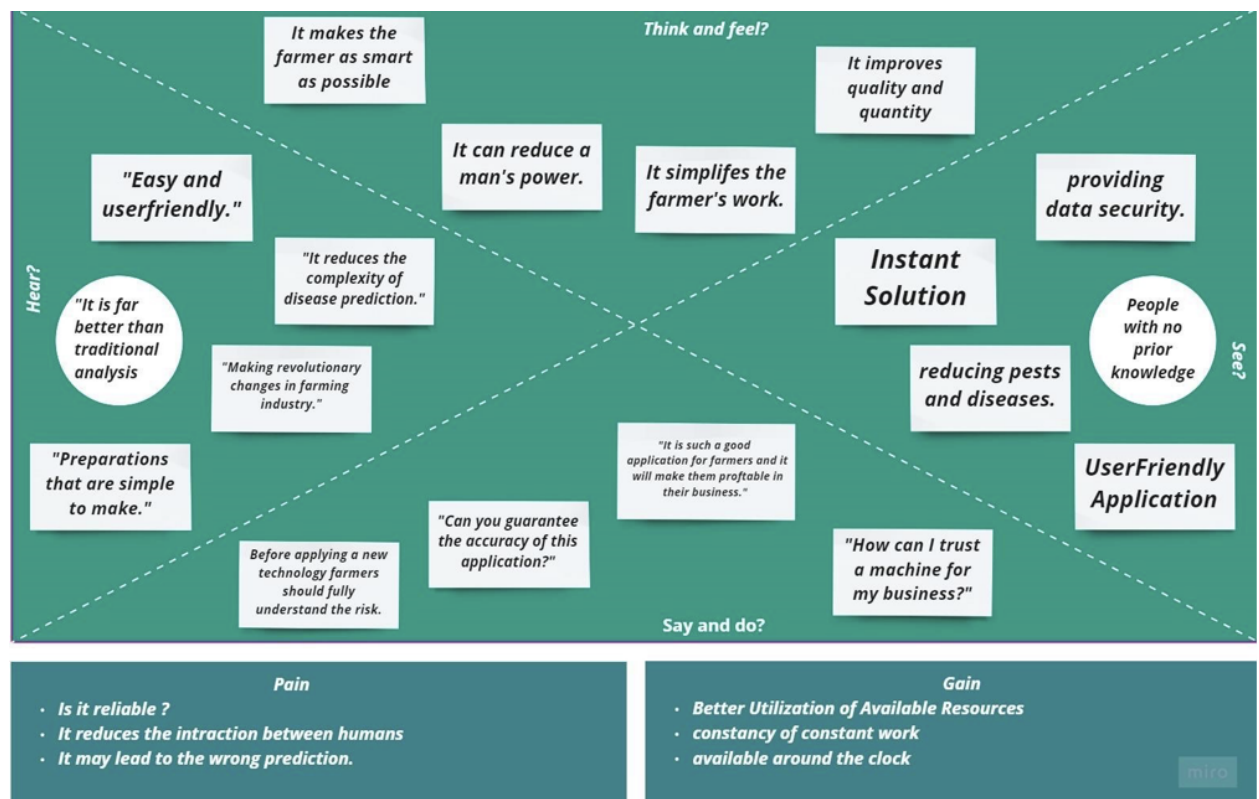 Think and feel?
It makes the
farmer as smart
as possible
It can reduce a
man's power.
It simplifes the
farmer's work.
It improves
quality and
quantity
Hear?
"Easy and
userfriendly."
"It reduces the
complexity of
disease prediction."
"It is far
better than
traditional
analysis
"Making revolutionary
changes in farming
industry."
"Preparations
that are simple
to make."
See?
providing
data security.
Instant
Solution
People
with no
prior
knowledge
reducing pests
and diseases.
UserFriendly
Application
"It is such a good
application for farmers and it
will make them proftable in
their business."
"Can you guarantee
the accuracy of this
application?"
Before applying a new
technology farmers
should fully
understand the risk.
"How can I trust
a machine for
my business?"
Say and do?
Pain
· Is it reliable ?
· It reduces the intraction between humans
· It may lead to the wrong prediction.
Gain
· Better Utilization of Available Resources
· constancy of constant work
· available around the clock
miro